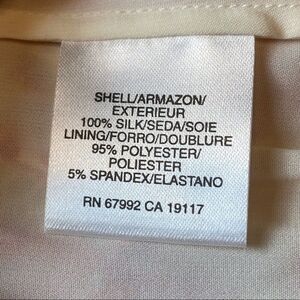 SHELL/ARMAZON/
EXTERIEUR
100% SILK/SEDA/SOIE
LINING/FORRO/DOUBLURE
95% POLYESTER/
POLIESTER
5% SPANDEX/ELASTANO
RN 67992 CA 19117